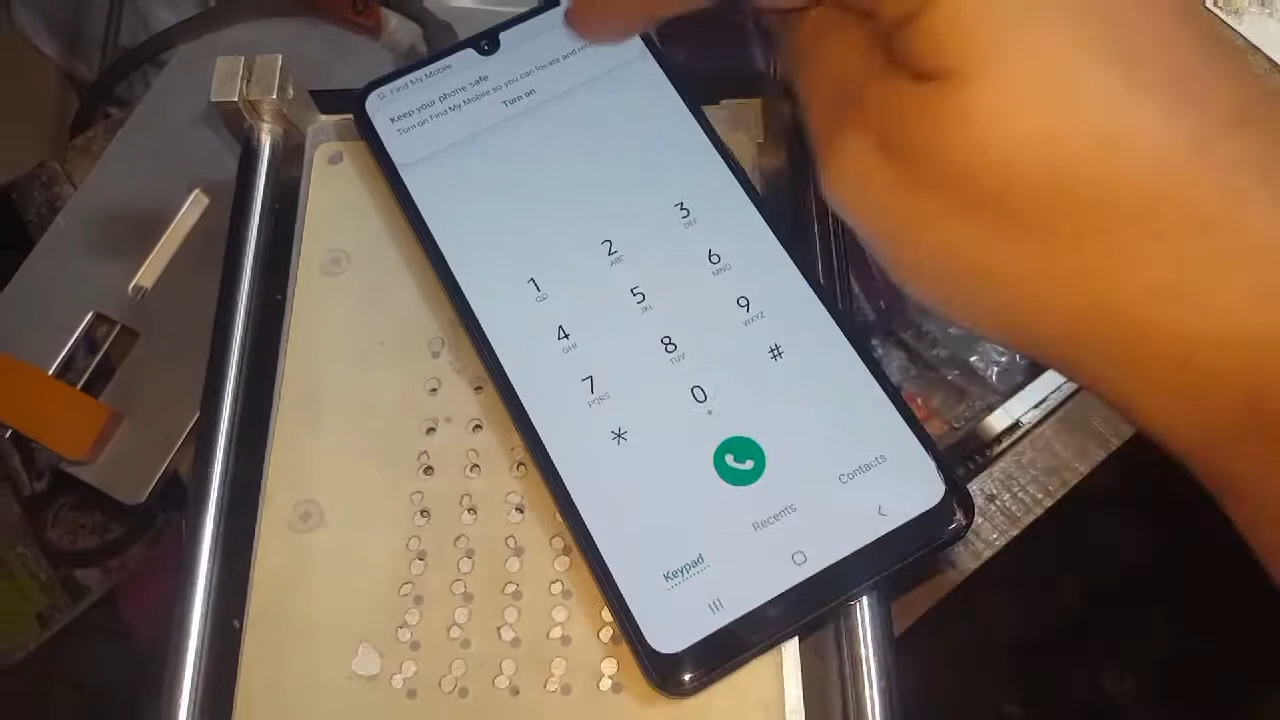 Find My Mobile
Keep your phone safe
Turn on Find My Mobile so you can locate and
Turn on
1
2 ABC
3 DEF
4 GHI
5 JKL
6 MNO
7 PQRS
8 TUV
9 WXYZ
*
0 +
#
Keypad
Recents
Contacts